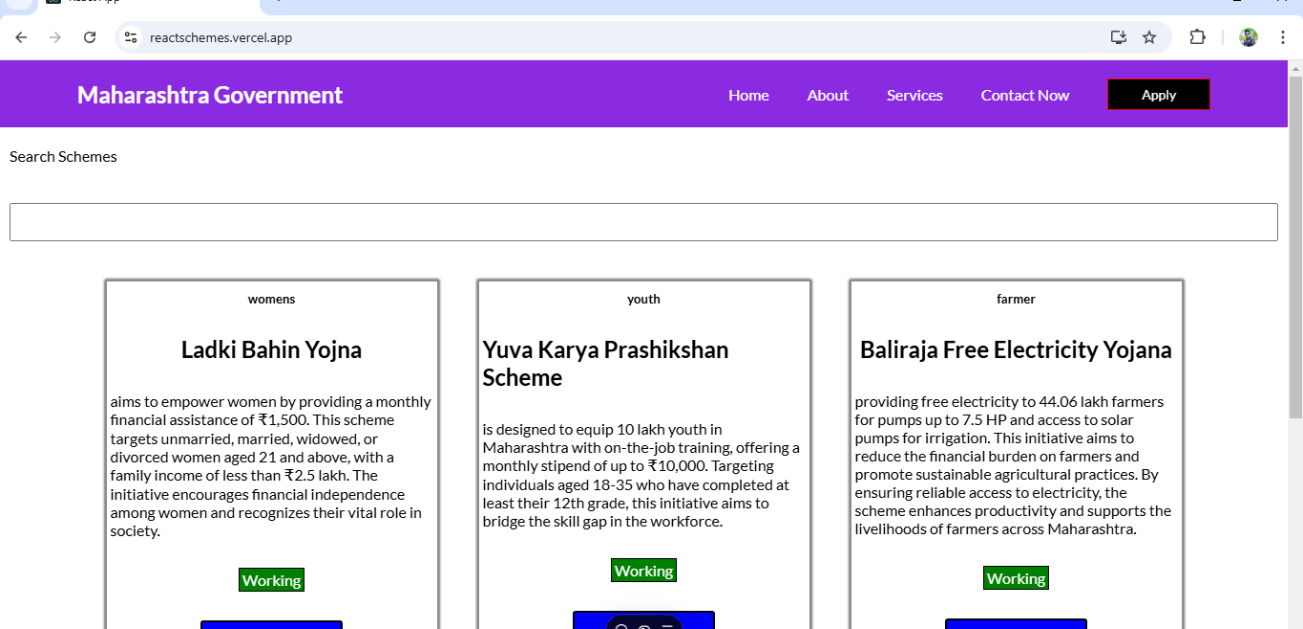 reactschemes.vercel.app
Maharashtra Government
Home
About
Services
Contact Now
Apply
Search Schemes
womens
Ladki Bahin Yojna
aims to empower women by providing a monthly
financial assistance of ₹1,500. This scheme
targets unmarried, married, widowed, or
divorced women aged 21 and above, with a
family income of less than ₹2.5 lakh. The
initiative encourages financial independence
among women and recognizes their vital role in
society.
Working
youth
Yuva Karya Prashikshan
Scheme
is designed to equip 10 lakh youth in
Maharashtra with on-the-job training, offering a
monthly stipend of up to ₹10,000. Targeting
individuals aged 18-35 who have completed at
least their 12th grade, this initiative aims to
bridge the skill gap in the workforce.
Working
farmer
Baliraja Free Electricity Yojana
providing free electricity to 44.06 lakh farmers
for pumps up to 7.5 HP and access to solar
pumps for irrigation. This initiative aims to
reduce the financial burden on farmers and
promote sustainable agricultural practices. By
ensuring reliable access to electricity, the
scheme enhances productivity and supports the
livelihoods of farmers across Maharashtra.
Working